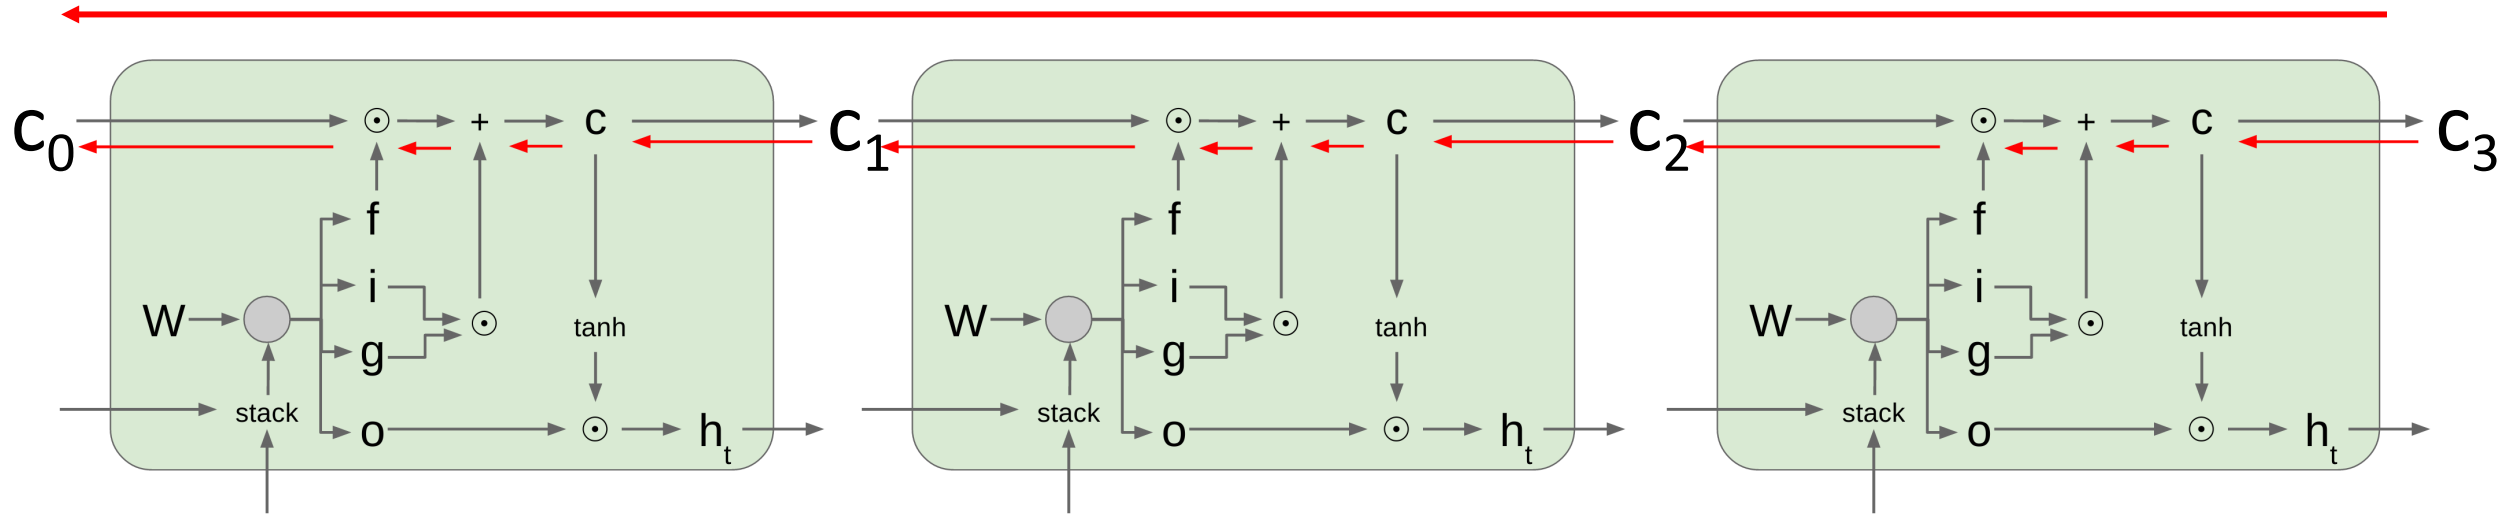 c₀ ☉ + c c₁ ☉ + c c₂ ☉ + c c₃
f f f
i i i
W ☉ tanh W ☉ tanh W ☉ tanh
g g g
stack stack stack
o ☉ hₜ o ☉ hₜ o ☉ hₜ